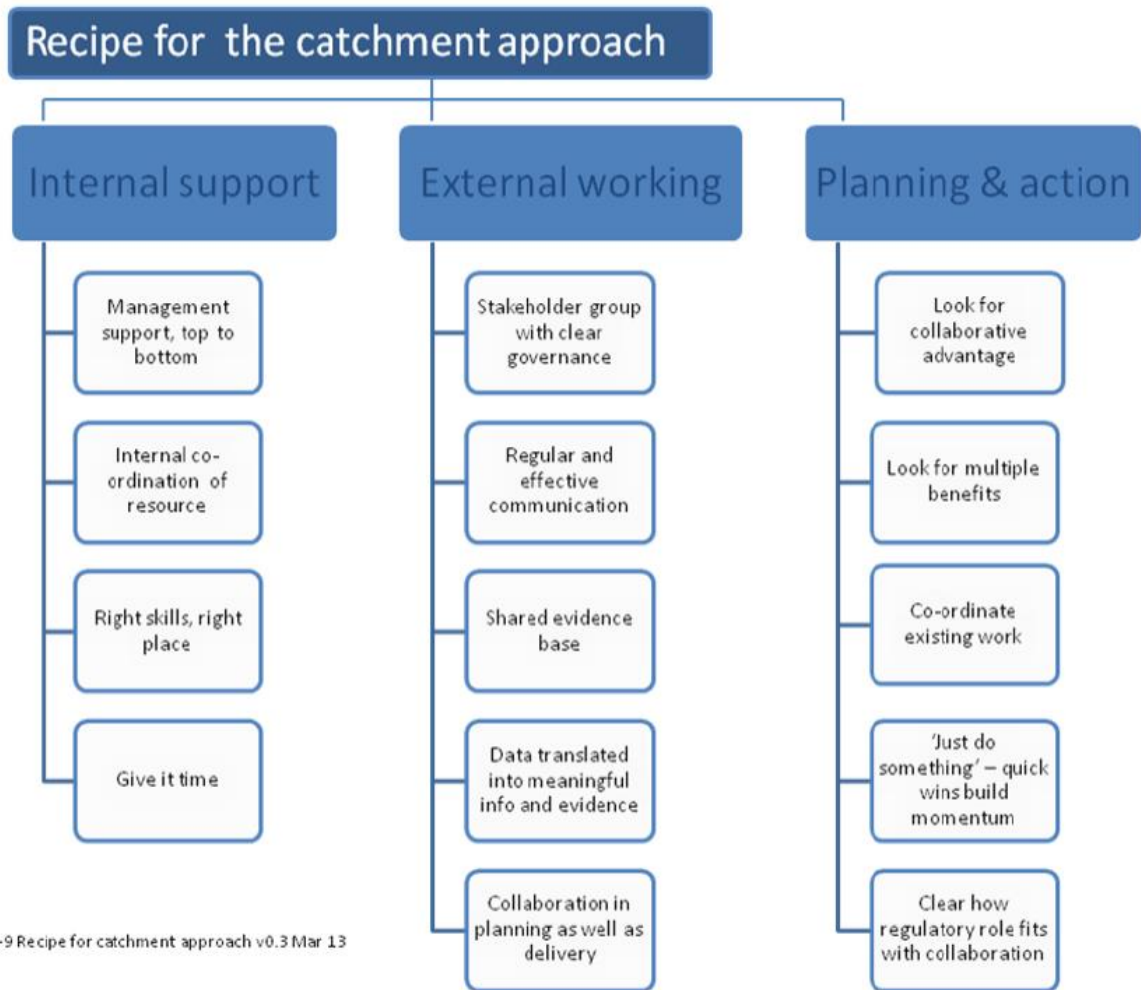 Recipe for the catchment approach
Internal support
Management
support, top to
bottom
Internal co-
ordination of
resource
Right skills, right
place
Give it time
External working
Stakeholder group
with clear
governance
Regular and
effective
communication
Shared evidence
base
Data translated
into meaningful
info and evidence
Collaboration in
planning as well as
delivery
Planning & action
Look for
collaborative
advantage
Look for multiple
benefits
Co-ordinate
existing work
'Just do
something' – quick
wins build
momentum
Clear how
regulatory role fits
with collaboration
-9 Recipe for catchment approach v0.3 Mar 13